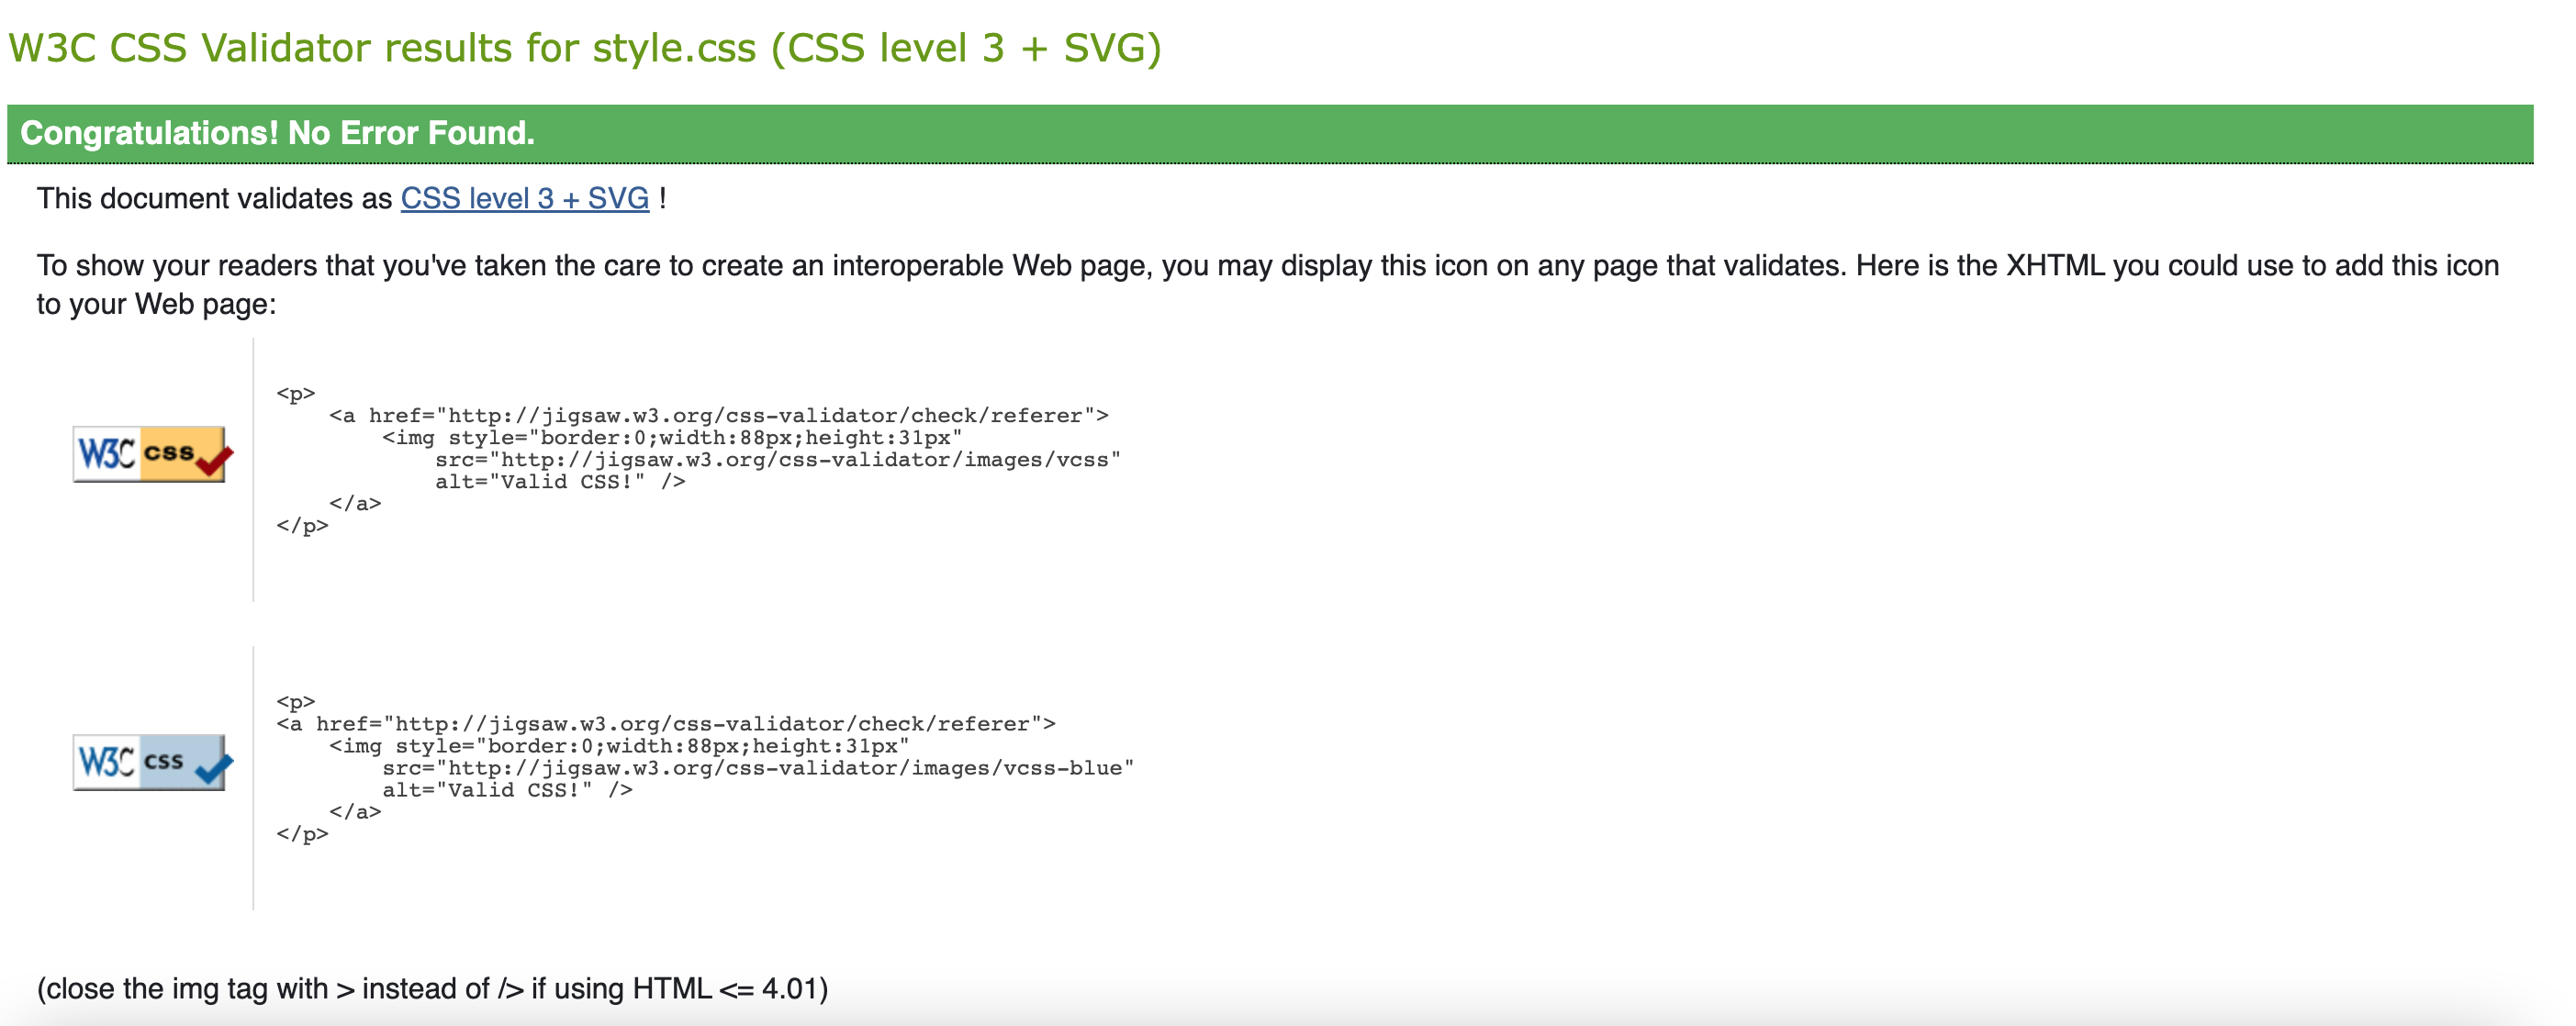 W3C CSS Validator results for style.css (CSS level 3 + SVG)
Congratulations! No Error Found.
This document validates as CSS level 3 + SVG !
To show your readers that you've taken the care to create an interoperable Web page, you may display this icon on any page that validates. Here is the XHTML you could use to add this icon
to your Web page:
<p>
<a href="http://jigsaw.w3.org/css-validator/check/referer">
<img style="border:0;width:88px;height:31px"
W3C css
src="http://jigsaw.w3.org/css-validator/images/vcss"
alt="Valid CSS!" />
</a>
</p>
<p>
<a href="http://jigsaw.w3.org/css-validator/check/referer">
<img style="border:0;width:88px;height:31px"
W3C css
src="http://jigsaw.w3.org/css-validator/images/vcss-blue"
alt="Valid CSS!" />
</a>
</p>
(close the img tag with > instead of /> if using HTML <= 4.01)